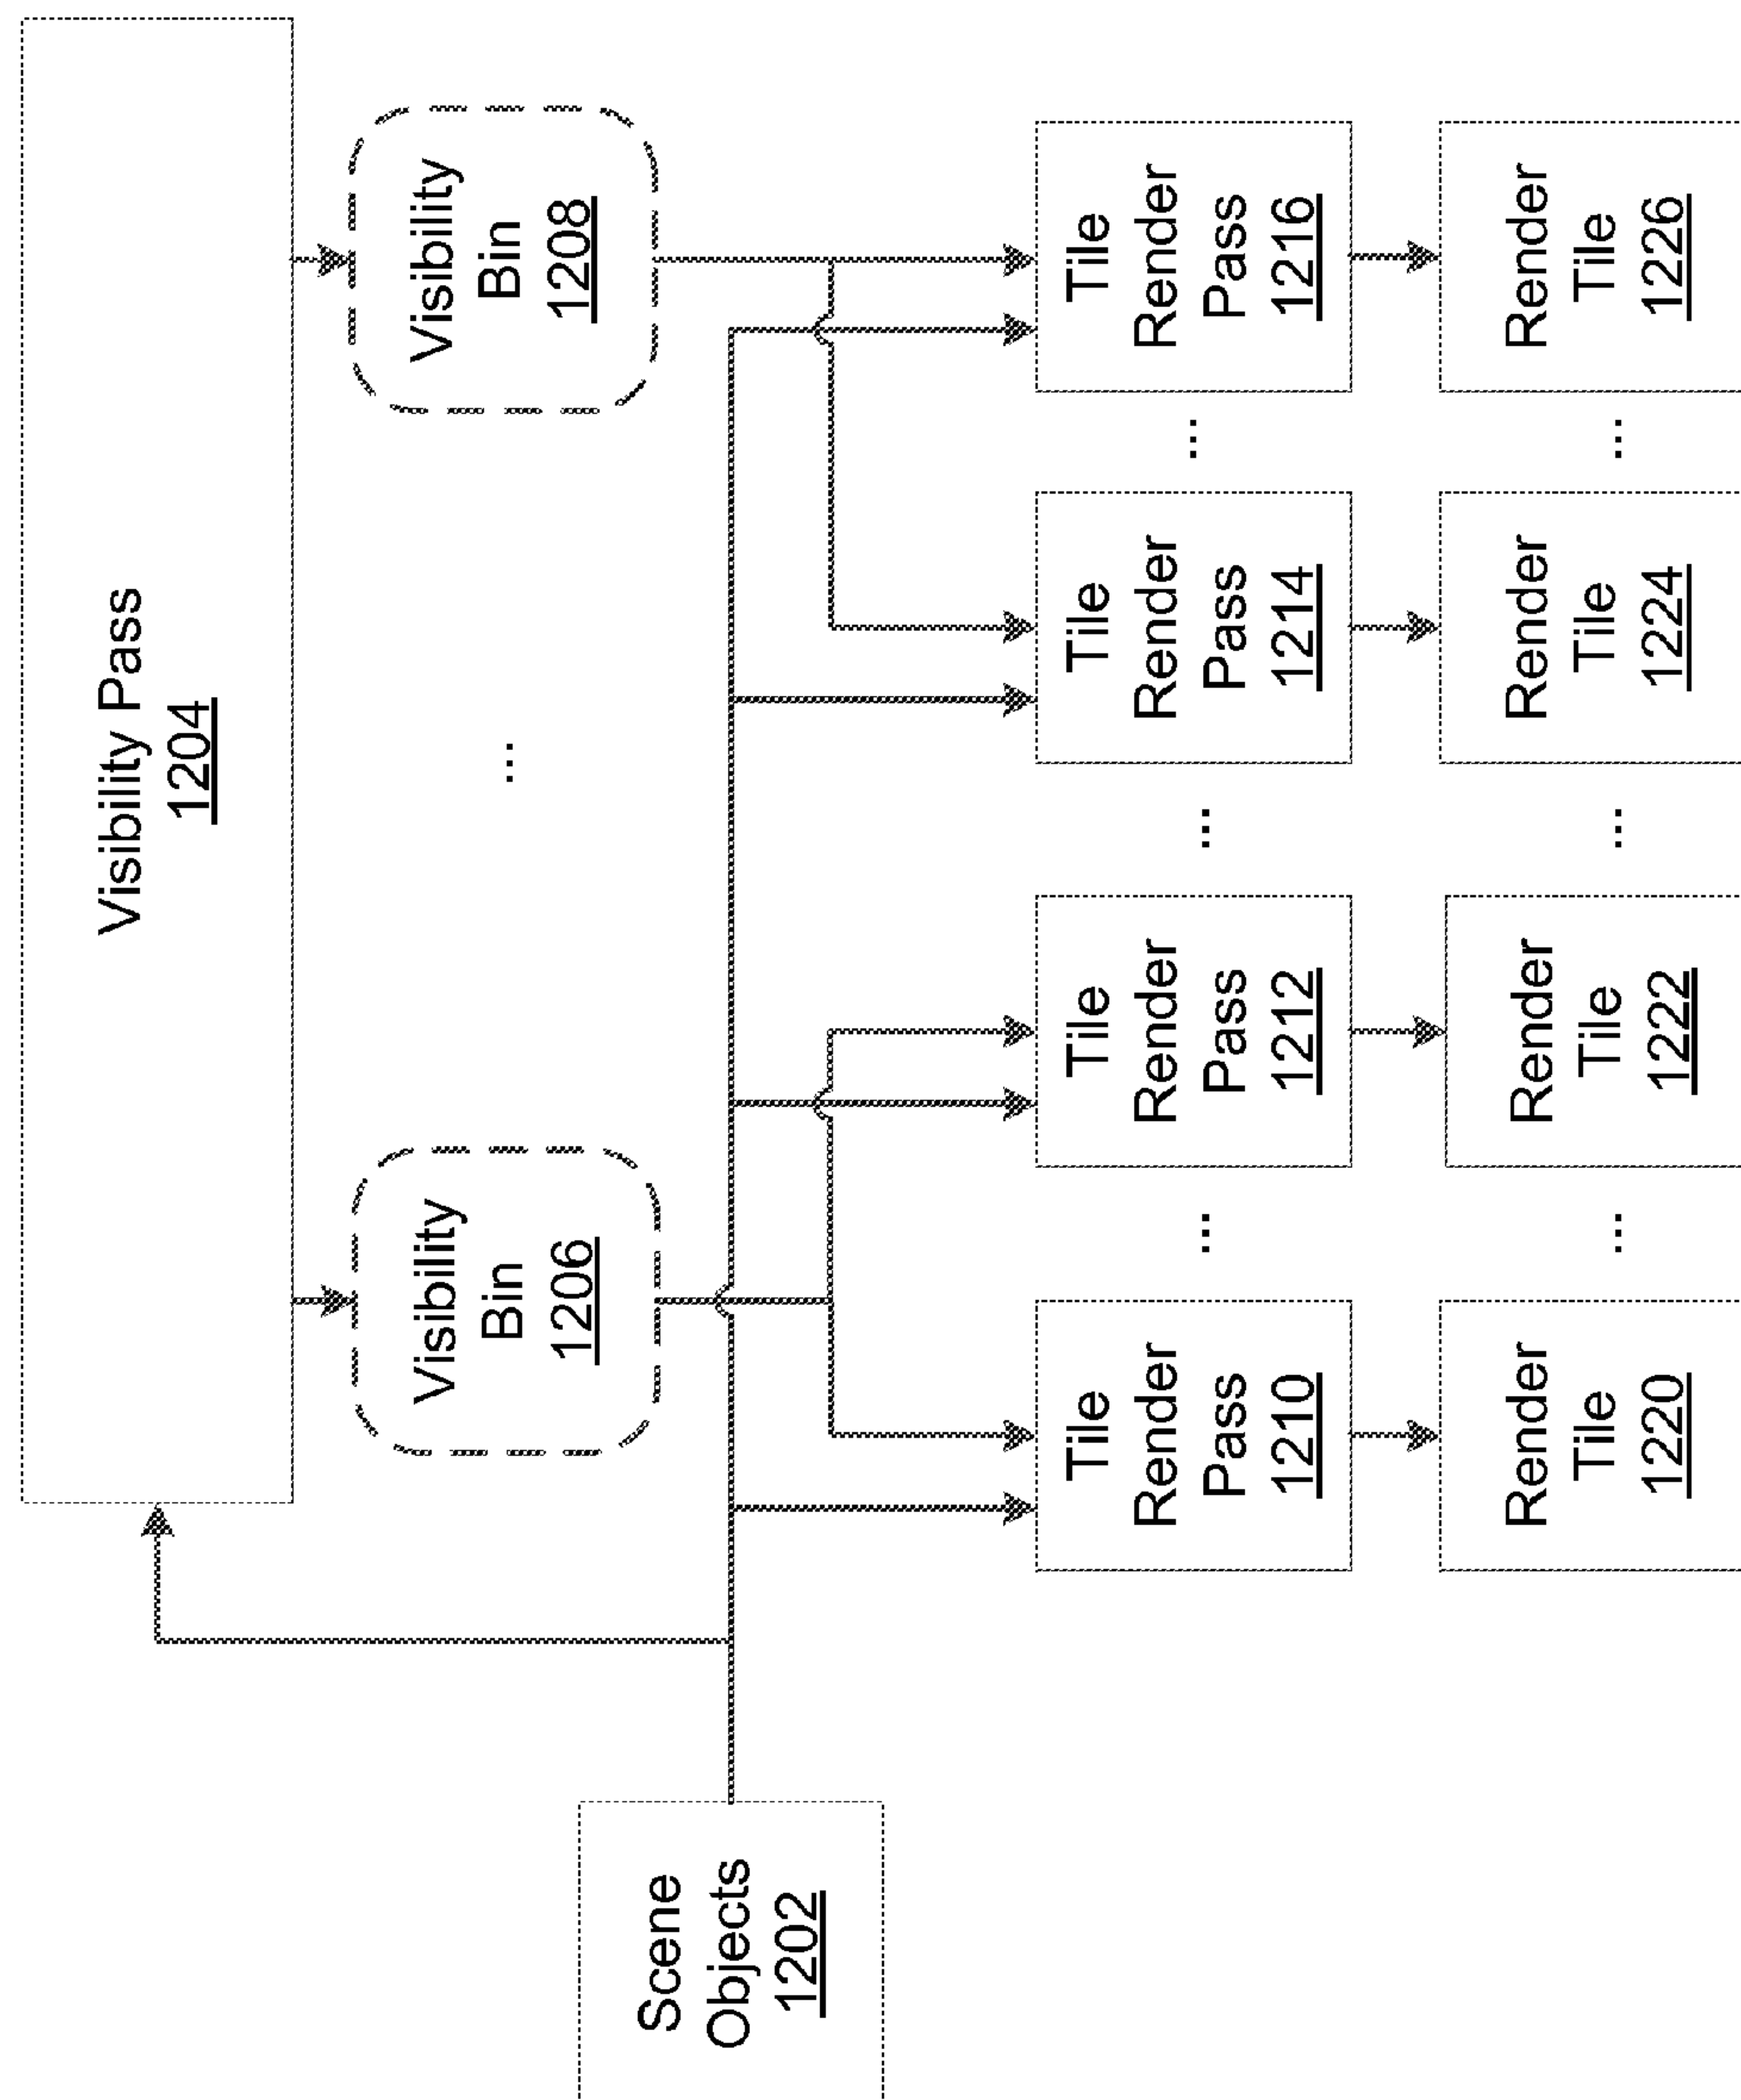 Visibility Pass
1204
Visibility
Bin
1206
...
Visibility
Bin
1208
Scene
Objects
1202
Tile
Render
Pass
1210
...
Tile
Render
Pass
1212
...
Tile
Render
Pass
1214
...
Tile
Render
Pass
1216
Render
Tile
1220
...
Render
Tile
1222
...
Render
Tile
1224
...
Render
Tile
1226